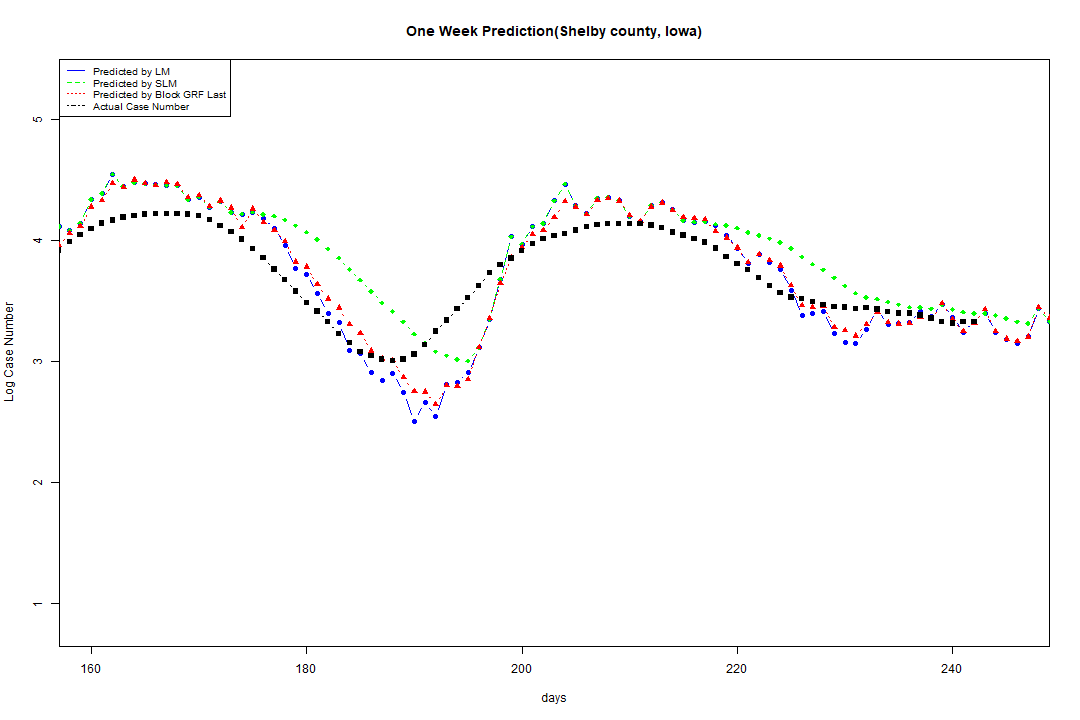 One Week Prediction(Shelby county, Iowa)
Predicted by LM
Predicted by SLM
Predicted by Block GRF Last
Actual Case Number
5
4
3
2
1
Log Case Number
160 180 200 220 240
days